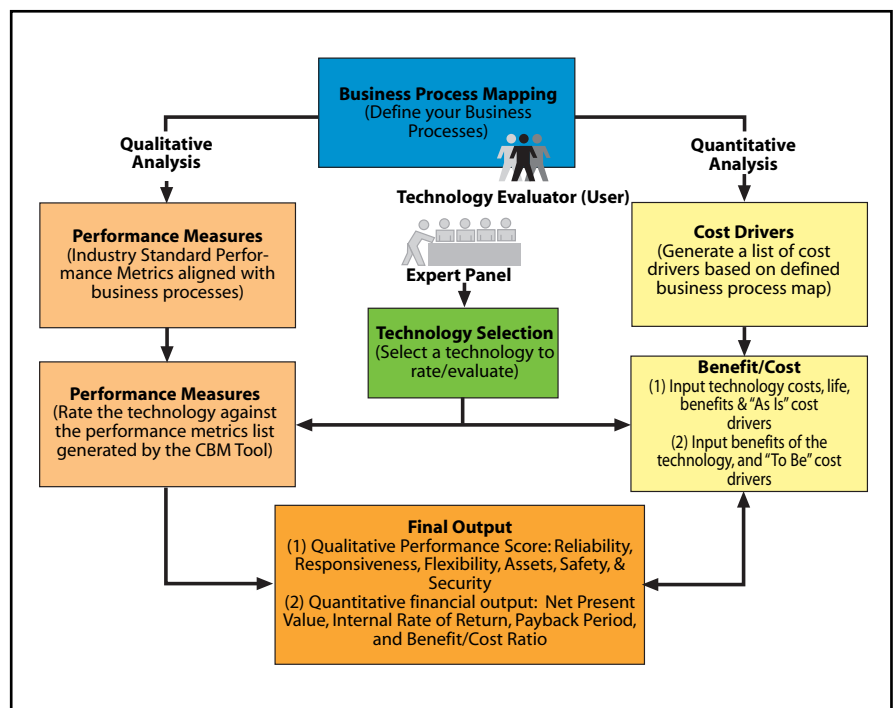 Business Process Mapping
(Define your Business
Processes)
Qualitative
Analysis
Quantitative
Analysis
Technology Evaluator (User)
Performance Measures
(Industry Standard Perfor-
mance Metrics aligned with
business processes)
Expert Panel
Cost Drivers
(Generate a list of cost
drivers based on defined
business process map)
Technology Selection
(Select a technology to
rate/evaluate)
Performance Measures
(Rate the technology against
the performance metrics list
generated by the CBM Tool)
Benefit/Cost
(1) Input technology costs, life,
benefits & "As Is" cost
drivers
(2) Input benefits of the
technology, and "To Be" cost
drivers
Final Output
(1) Qualitative Performance Score: Reliability,
Responsiveness, Flexibility, Assets, Safety, &
Security
(2) Quantitative financial output: Net Present
Value, Internal Rate of Return, Payback Period,
and Benefit/Cost Ratio